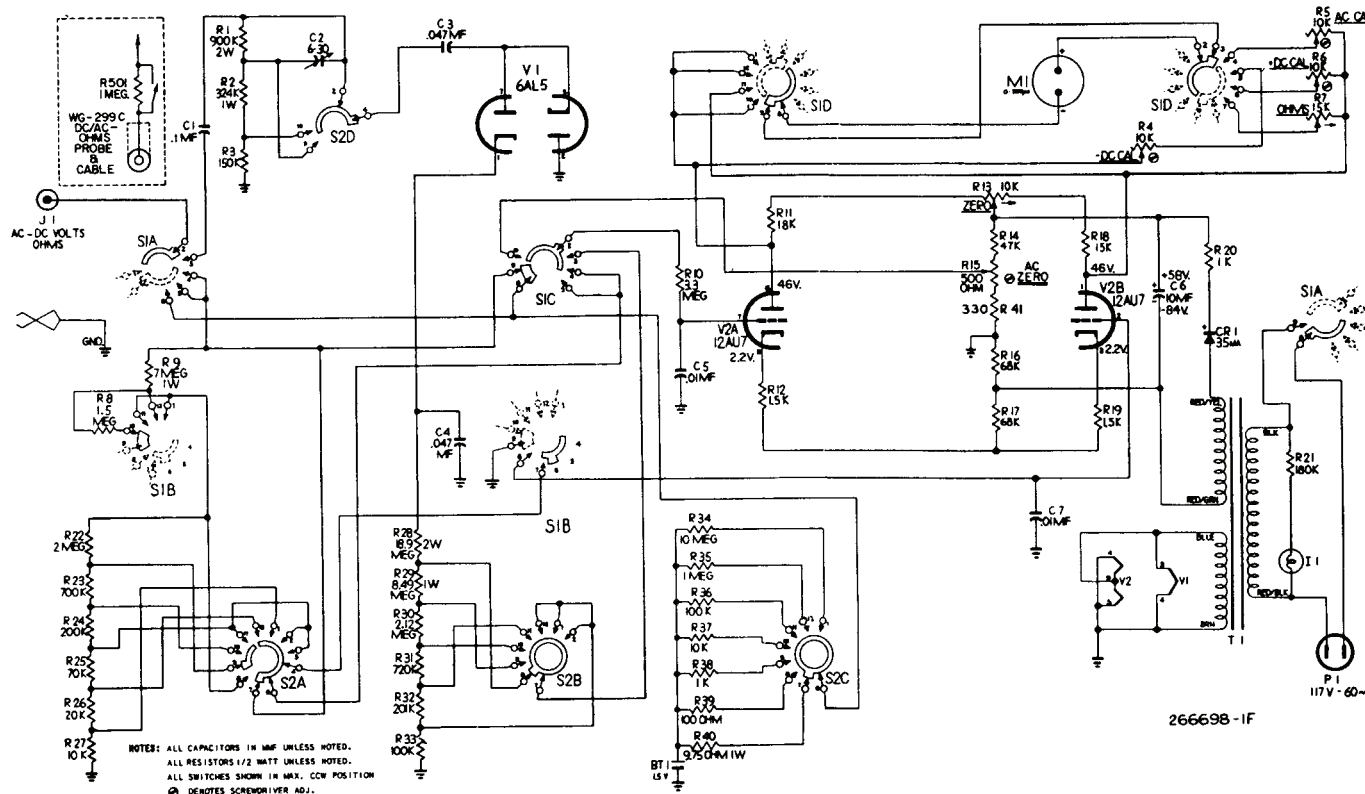 R501
1 MEG.
WG-299C
DC/AC-
OHMS
PROBE
&
CABLE
J1
AC-DC VOLTS
OHMS
GND.
C1
.1MF
R1
900K
2W
C2
6-30
R2
324K
1W
R3
150K
S2D
C3
.047MF
V1
6AL5
S1A
S1C
S1D
M1
S1D
R5
10K
AC CA
R6
10K
+DC CAL
R7
15K
OHMS
R4
10K
-DC CAL
R11
18K
R13 10K
ZERO
R14
47K
R15
500
OHM
AC
ZERO
330 R41
R16
68K
R17
68K
R18
15K
46V.
V2B
12AU7
2.2V.
R19
1.5K
R10
3.3
MEG
46V.
V2A
12AU7
2.2V.
C5
.01MF
R12
1.5K
+58V.
C6
10MF
-84V.
R20
1K
CR1
35MA
S1A
RED/YEL
RED/GRN
BLUE
BRN
BLK
RED/BLK
T1
R21
180K
I1
V2
V1
P1
117V-60~
R9
7 MEG
1W
R8
1.5
MEG
S1B
C4
.047
MF
S1B
C7
.01MF
R22
2 MEG
R23
700K
R24
200K
R25
70K
R26
20K
R27
10K
S2A
R28
18.9
MEG
2W
R29
8.49
MEG
1W
R30
2.12
MEG
R31
720K
R32
201K
R33
100K
S2B
R34
10 MEG
R35
1 MEG
R36
100K
R37
10K
R38
1K
R39
100 OHM
R40
9.75 OHM 1W
BT1
1.5V
S2C
266698-1F
NOTES: ALL CAPACITORS IN MMF UNLESS NOTED.
ALL RESISTORS 1/2 WATT UNLESS NOTED.
ALL SWITCHES SHOWN IN MAX. CCW POSITION
DENOTES SCREWDRIVER ADJ.